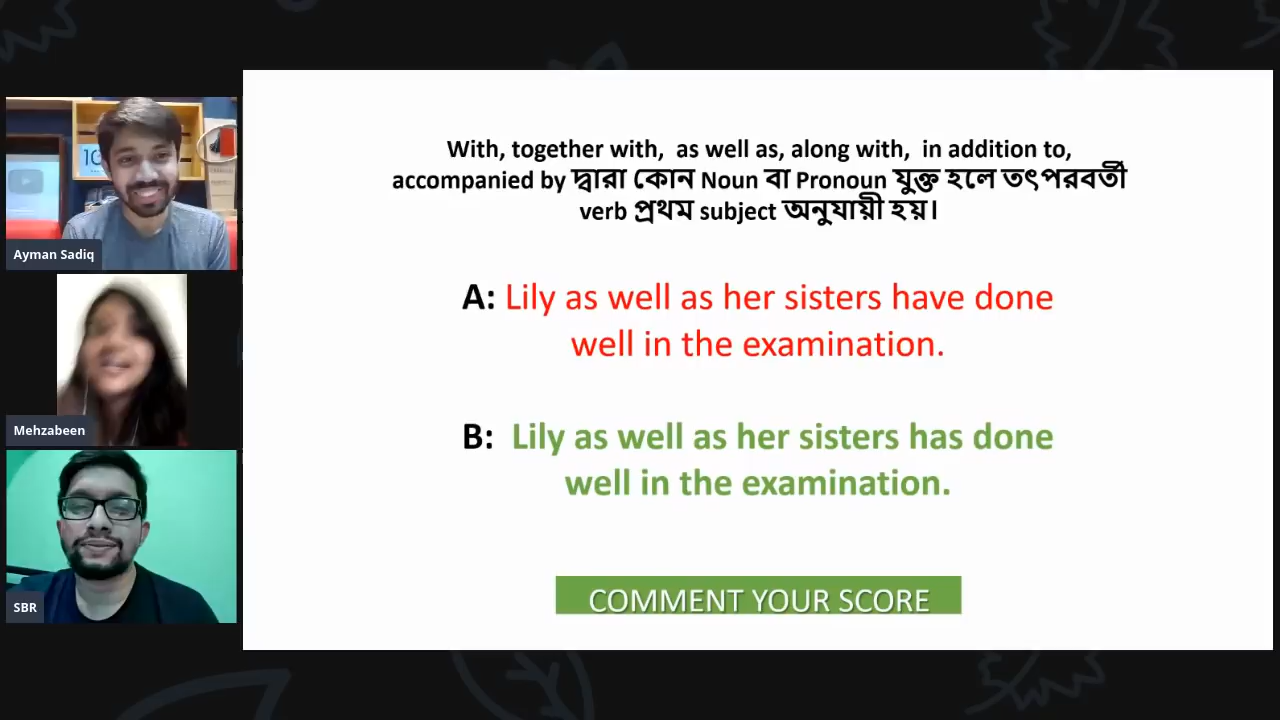 Ayman Sadiq
Mehzabeen
SBR
With, together with, as well as, along with, in addition to,
accompanied by দ্বারা কোন Noun বা Pronoun যুক্ত হলে তৎপরবর্তী
verb প্রথম subject অনুযায়ী হয়।
A: Lily as well as her sisters have done
well in the examination.
B: Lily as well as her sisters has done
well in the examination.
COMMENT YOUR SCORE